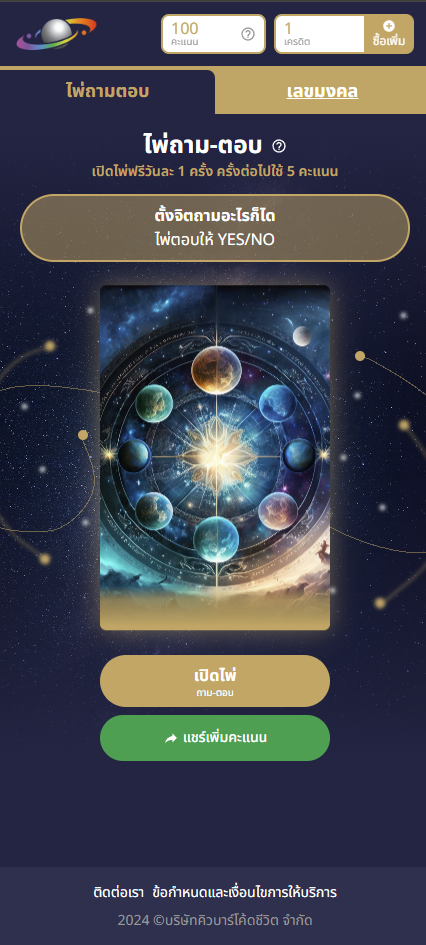 100
คะแนน
1
เครดิต
ซื้อเพิ่ม
ไพ่ถามตอบ
เลขมงคล
ไพ่ถาม-ตอบ
เปิดไพ่ฟรีวันละ 1 ครั้ง ครั้งต่อไปใช้ 5 คะแนน
ตั้งจิตถามอะไรก็ได
ไพ่ตอบให้ YES/NO
เปิดไพ่
ถาม-ตอบ
แชร์เพิ่มคะแนน
ติดต่อเรา ข้อกำหนดและเงื่อนไขการให้บริการ
2024 ©บริษัทคิวบาร์โค้ดชีวิต จำกัด